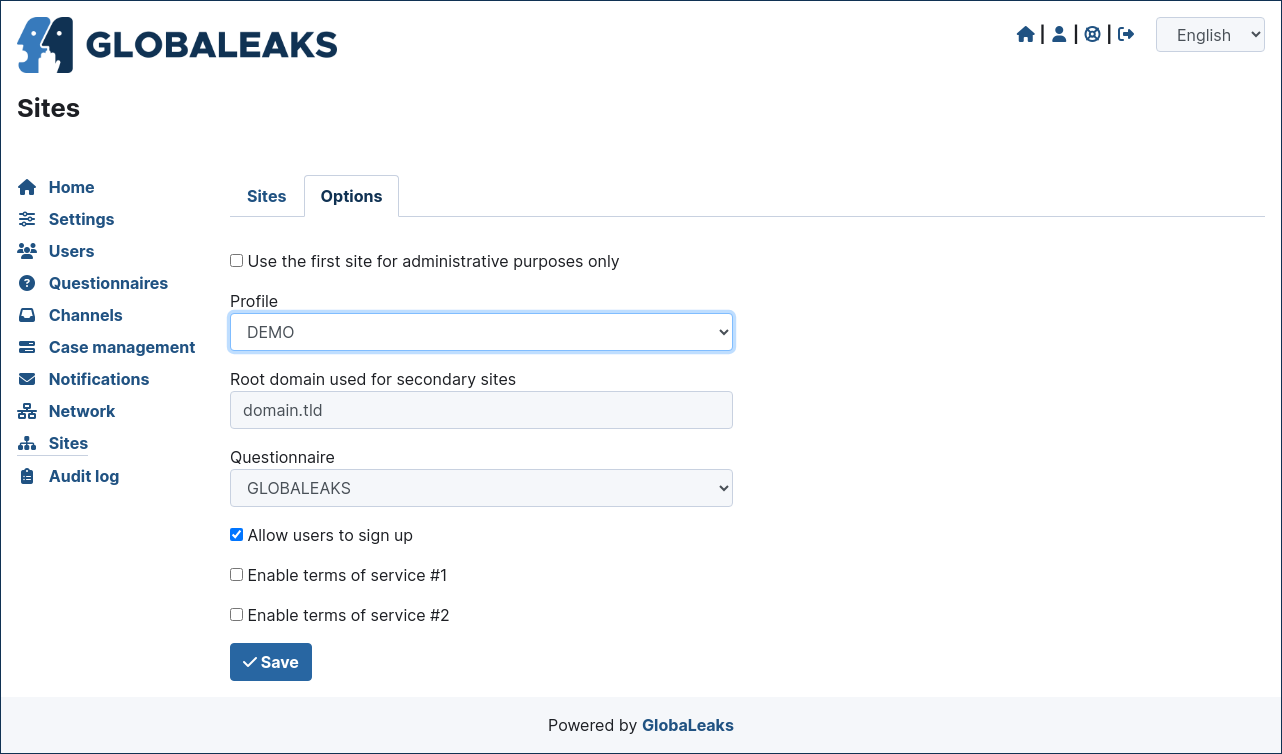 GLOBALEAKS
English
Sites
Home
Settings
Users
Questionnaires
Channels
Case management
Notifications
Network
Sites
Audit log
Sites
Options
Use the first site for administrative purposes only
Profile
DEMO
Root domain used for secondary sites
domain.tld
Questionnaire
GLOBALEAKS
Allow users to sign up
Enable terms of service #1
Enable terms of service #2
Save
Powered by GlobaLeaks